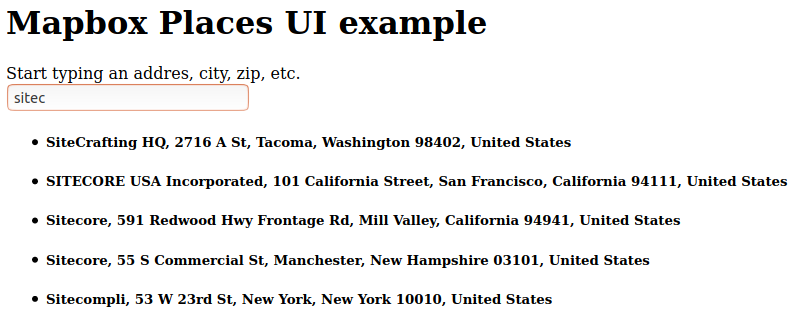 Mapbox Places UI example
Start typing an addres, city, zip, etc.
sitec
SiteCrafting HQ, 2716 A St, Tacoma, Washington 98402, United States
SITECORE USA Incorporated, 101 California Street, San Francisco, California 94111, United States
Sitecore, 591 Redwood Hwy Frontage Rd, Mill Valley, California 94941, United States
Sitecore, 55 S Commercial St, Manchester, New Hampshire 03101, United States
Sitecompli, 53 W 23rd St, New York, New York 10010, United States